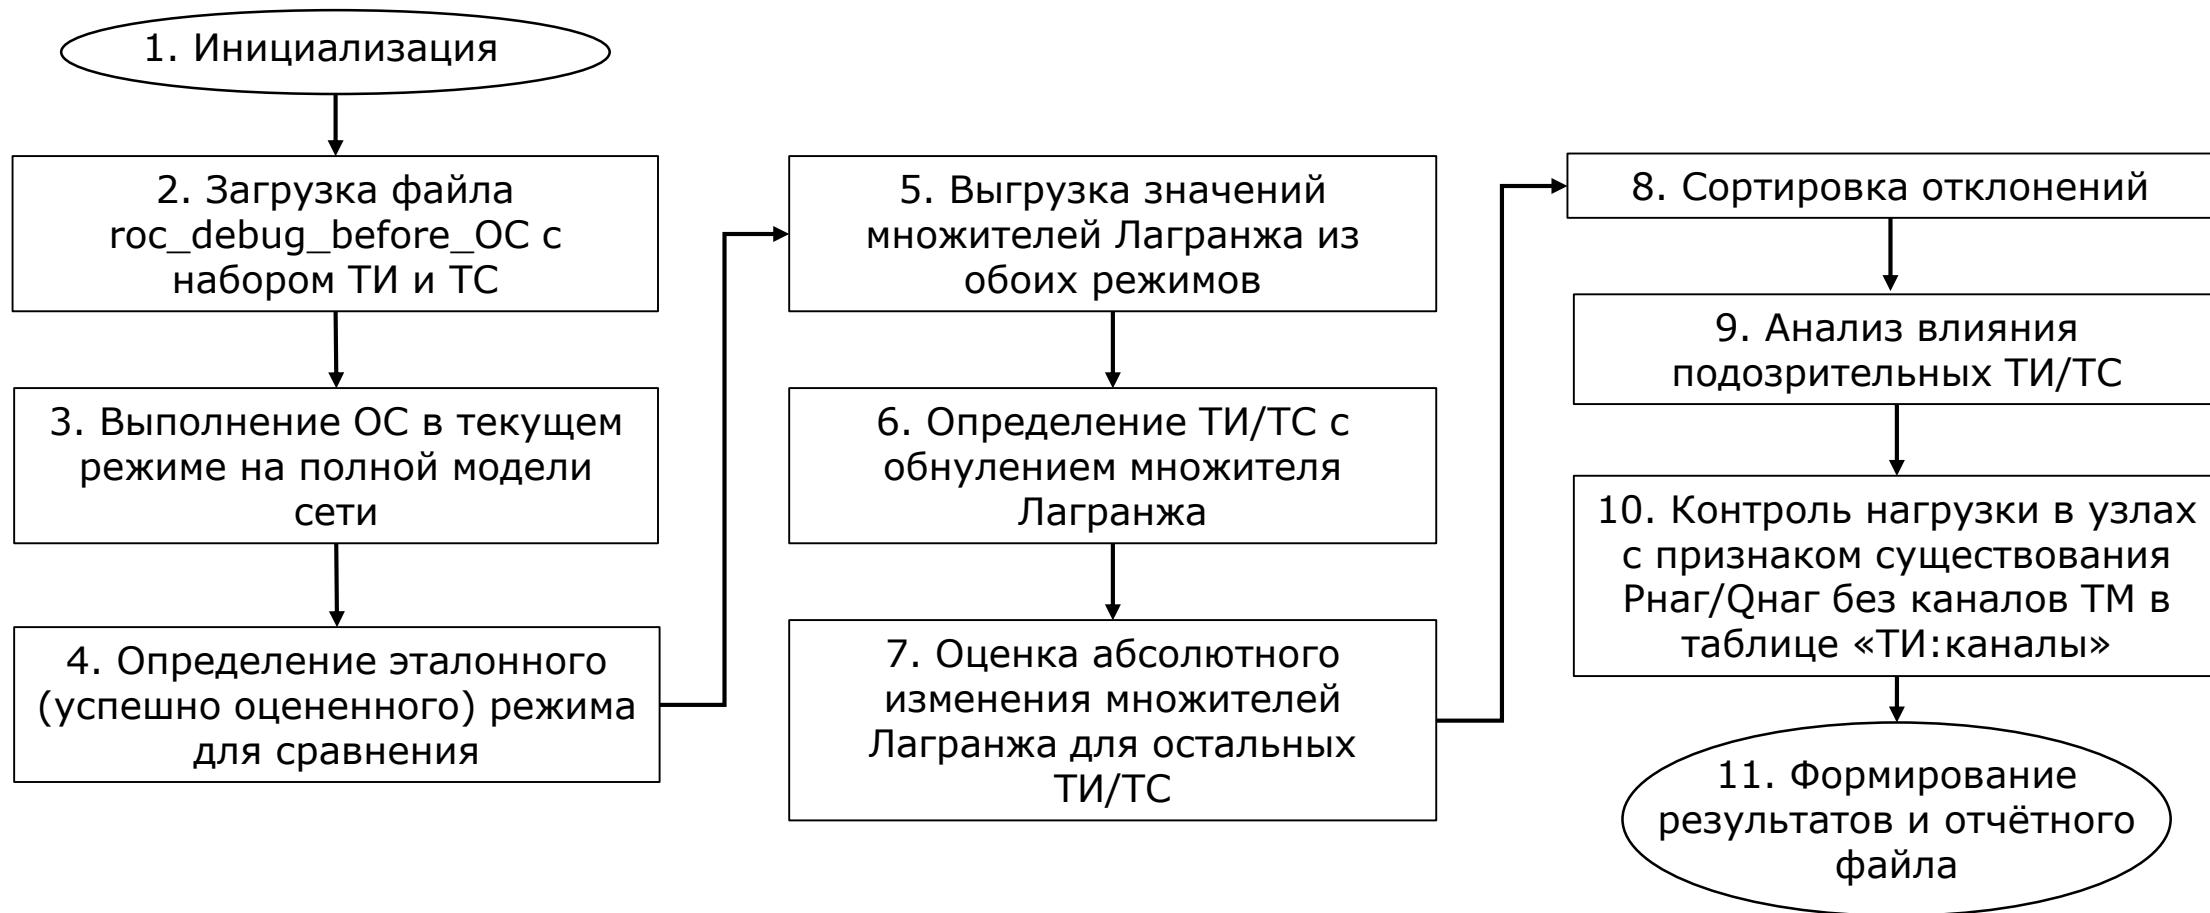 1. Инициализация
2. Загрузка файла
roc_debug_before_ОС с
набором ТИ и ТС
3. Выполнение ОС в текущем
режиме на полной модели
сети
4. Определение эталонного
(успешно оцененного) режима
для сравнения
5. Выгрузка значений
множителей Лагранжа из
обоих режимов
6. Определение ТИ/ТС с
обнулением множителя
Лагранжа
7. Оценка абсолютного
изменения множителей
Лагранжа для остальных
ТИ/ТС
8. Сортировка отклонений
9. Анализ влияния
подозрительных ТИ/ТС
10. Контроль нагрузки в узлах
с признаком существования
Pнаг/Qнаг без каналов ТМ в
таблице «ТИ:каналы»
11. Формирование
результатов и отчётного
файла